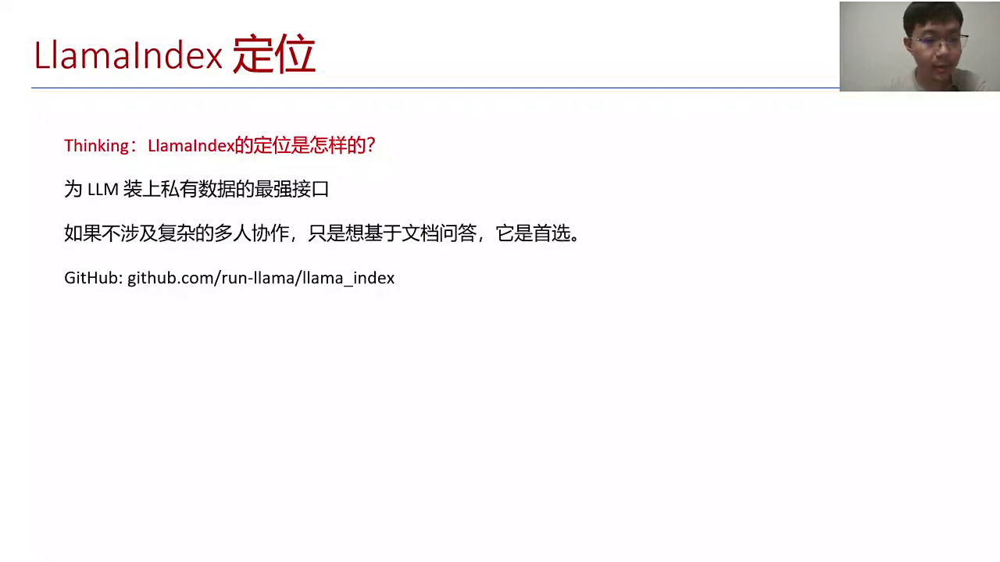 LlamaIndex 定位
Thinking：LlamaIndex的定位是怎样的？
为 LLM 装上私有数据的最强接口
如果不涉及复杂的多人协作，只是想基于文档问答，它是首选。
GitHub: github.com/run-llama/llama_index